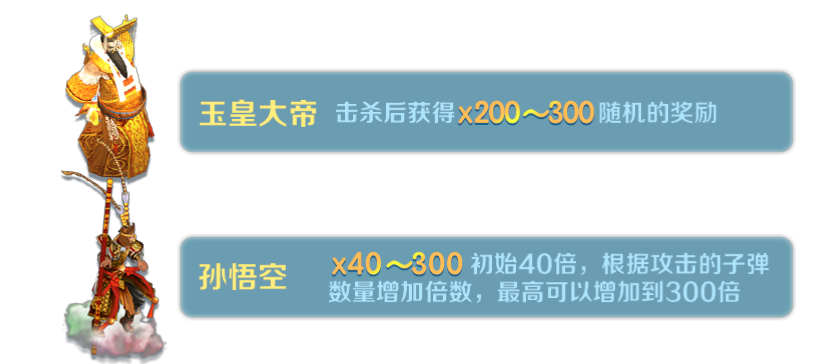 玉皇大帝 击杀后获得x200～300随机的奖励
孙悟空 x40～300 初始40倍，根据攻击的子弹
数量增加倍数，最高可以增加到300倍